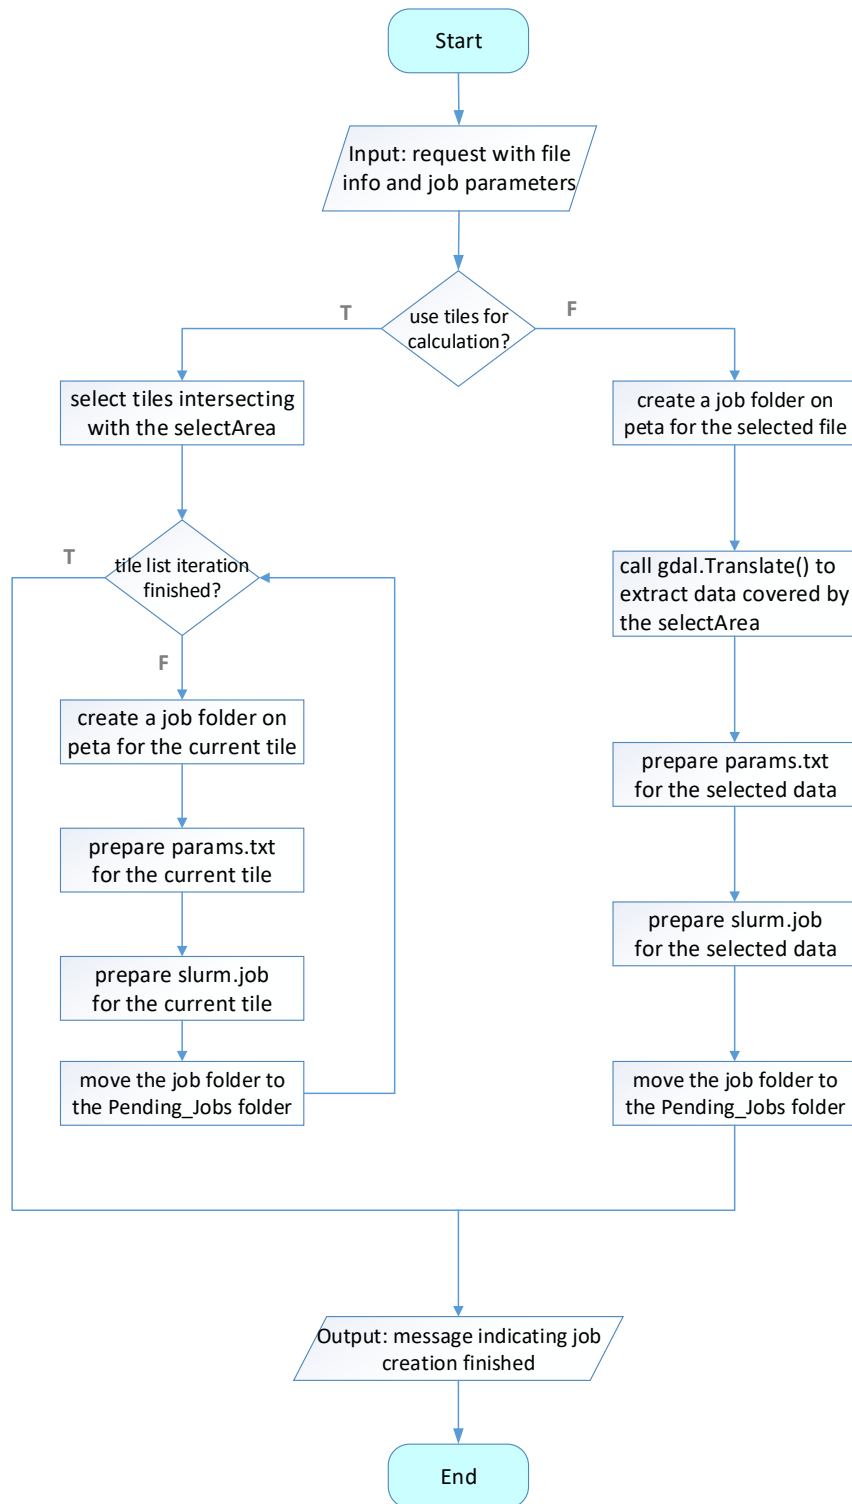 Start
Input: request with file
info and job parameters
use tiles for
calculation?
T
F
select tiles intersecting
with the selectArea
tile list iteration
finished?
T
F
create a job folder on
peta for the current tile
prepare params.txt
for the current tile
prepare slurm.job
for the current tile
move the job folder to
the Pending_Jobs folder
create a job folder on
peta for the selected file
call gdal.Translate() to
extract data covered by
the selectArea
prepare params.txt
for the selected data
prepare slurm.job
for the selected data
move the job folder to
the Pending_Jobs folder
Output: message indicating job
creation finished
End